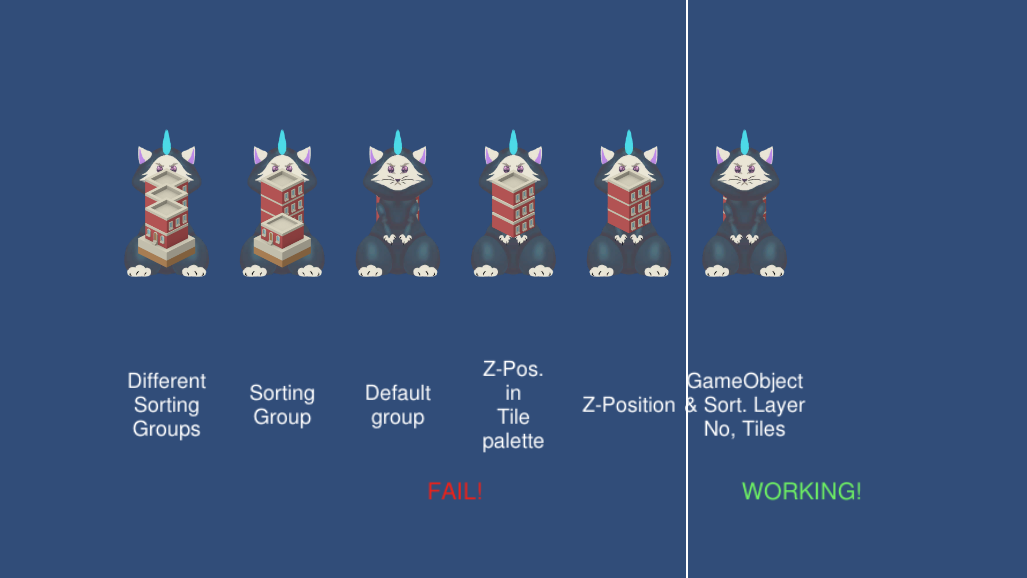 Different
Sorting
Groups
Sorting
Group
Default
group
Z-Pos.
in
Tile
palette
Z-Position
GameObject
& Sort. Layer
No, Tiles
FAIL!
WORKING!